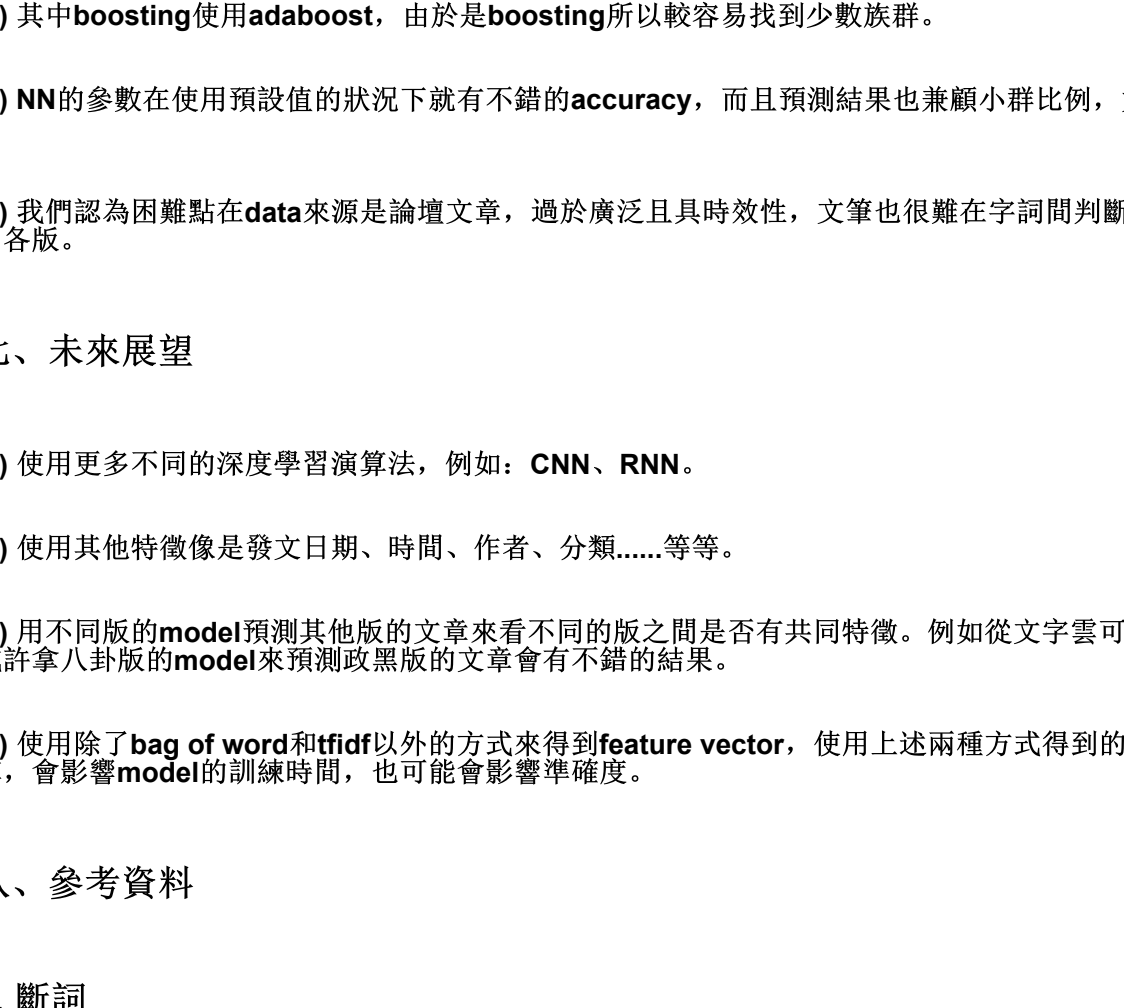 ) 其中boosting使用adaboost，由於是boosting所以較容易找到少數族群。
) NN的參數在使用預設值的狀況下就有不錯的accuracy，而且預測結果也兼顧小群比例，
) 我們認為困難點在data來源是論壇文章，過於廣泛且具時效性，文筆也很難在字詞間判斷
各版。
、未來展望
) 使用更多不同的深度學習演算法，例如：CNN、RNN。
) 使用其他特徵像是發文日期、時間、作者、分類......等等。
) 用不同版的model預測其他版的文章來看不同的版之間是否有共同特徵。例如從文字雲可
許拿八卦版的model來預測政黑版的文章會有不錯的結果。
) 使用除了bag of word和tfidf以外的方式來得到feature vector，使用上述兩種方式得到的
，會影響model的訓練時間，也可能會影響準確度。
、參考資料
斷詞